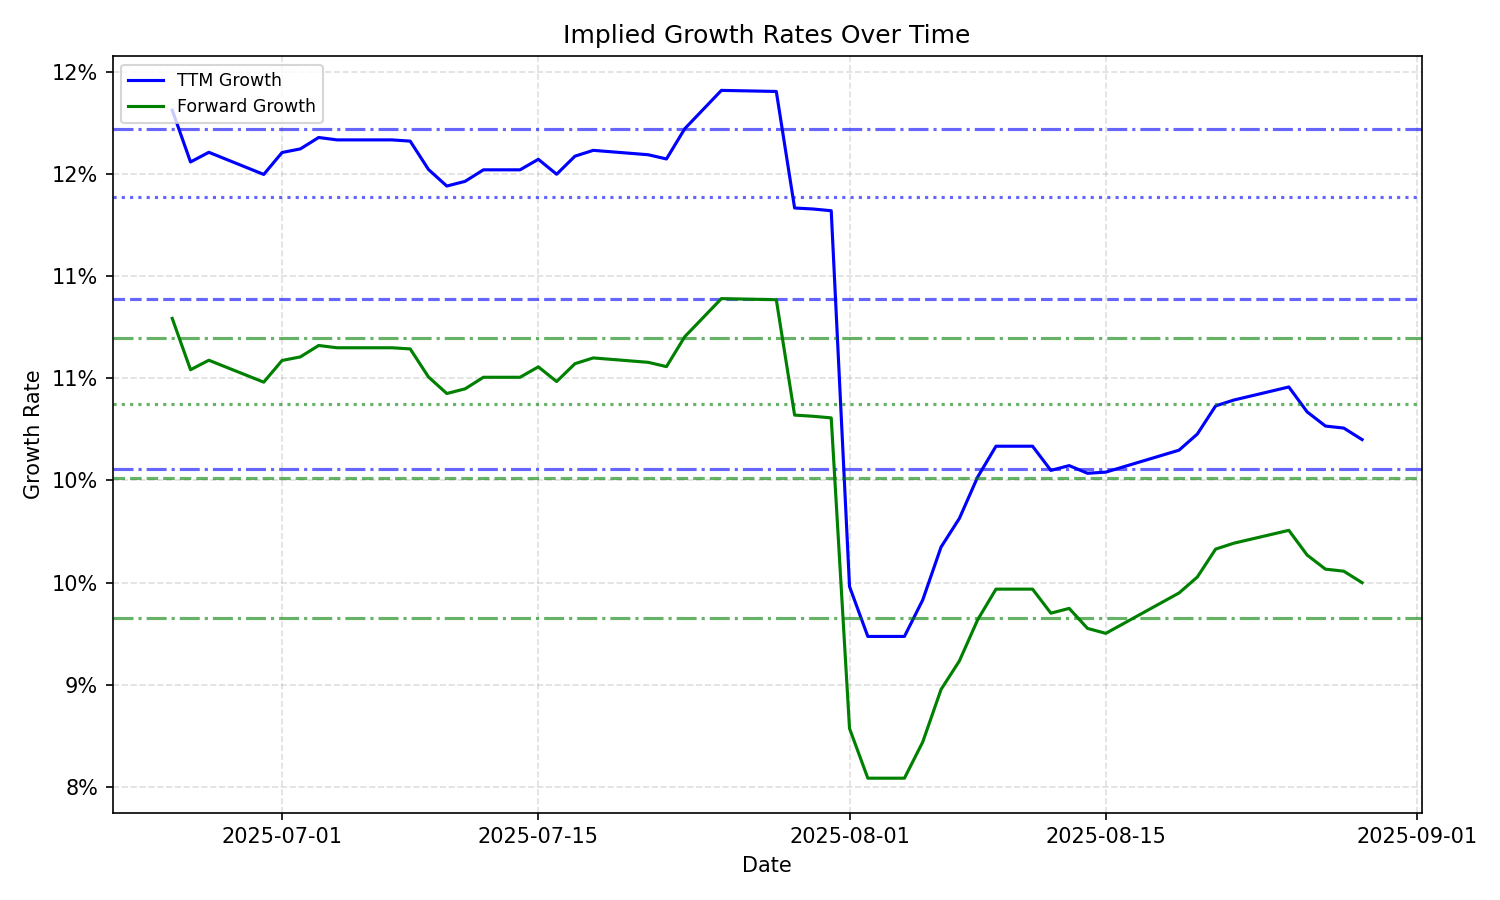 Implied Growth Rates Over Time
TTM Growth
Forward Growth
12%
12%
11%
11%
10%
10%
9%
8%
Growth Rate
2025-07-01
2025-07-15
2025-08-01
2025-08-15
2025-09-01
Date